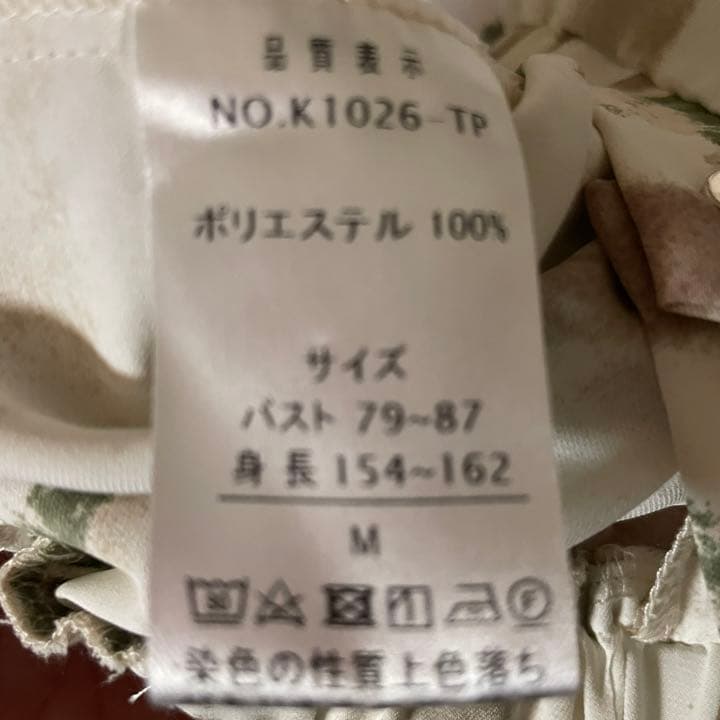 品質表示
NO.K1026-TP
ポリエステル 100%
サイズ
バスト 79~87
身長 154~162
M
染色の性質上色落ち